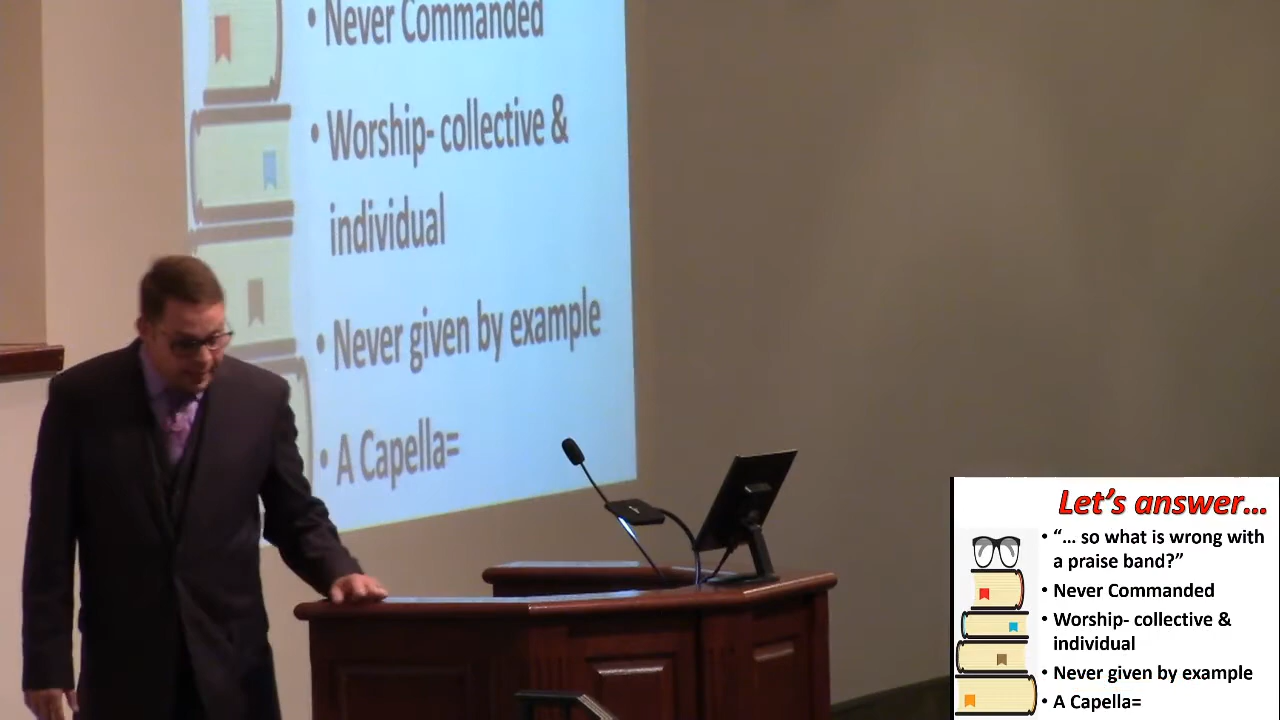 • Never Commanded
• Worship- collective &
individual
• Never given by example
• A Capella=
Let's answer...
• “... so what is wrong with
a praise band?”
• Never Commanded
• Worship- collective &
individual
• Never given by example
• A Capella=